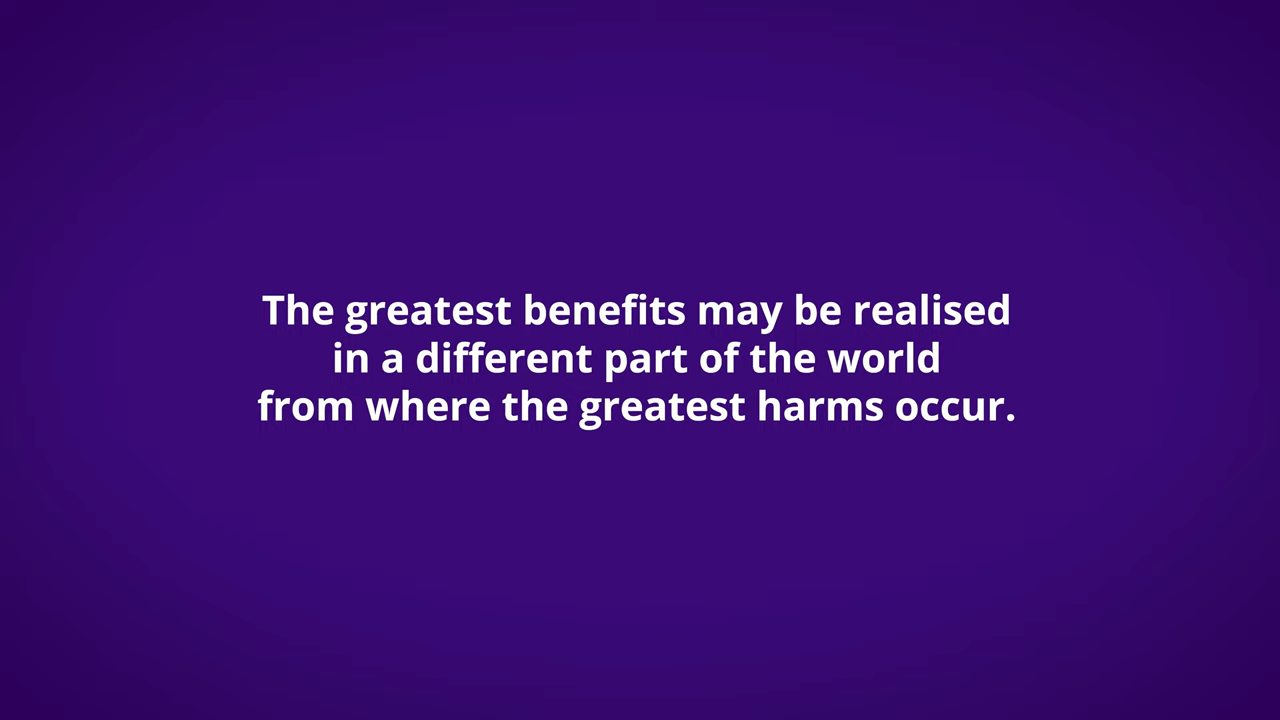 The greatest benefits may be realised
in a different part of the world
from where the greatest harms occur.